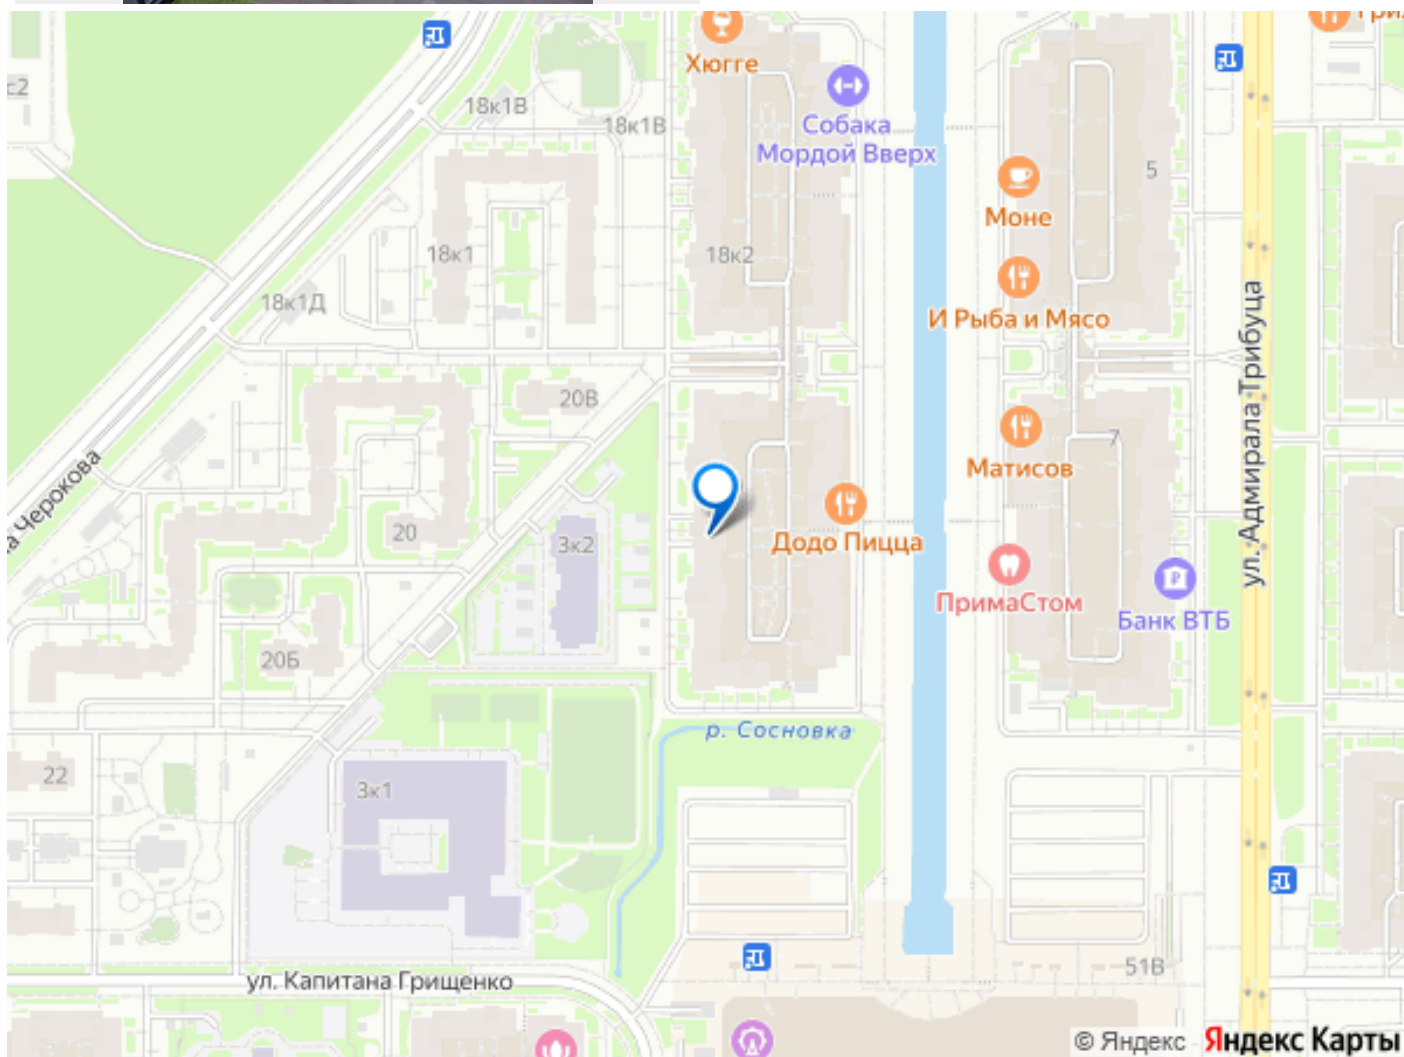 Хюгге
с2
18к1В
18к1В
Собака
Мордой Вверх
5
Моне
18к1
18к2
18к1Д
И Рыба и Мясо
ул. Адмирала Трибуца
20В
7
Матисов
а Черокова
20
3к2
Додо Пицца
ПримаСтом
Банк ВТБ
20Б
р. Сосновка
22
3к1
51В
ул. Капитана Грищенко
© Яндекс Яндекс Карты